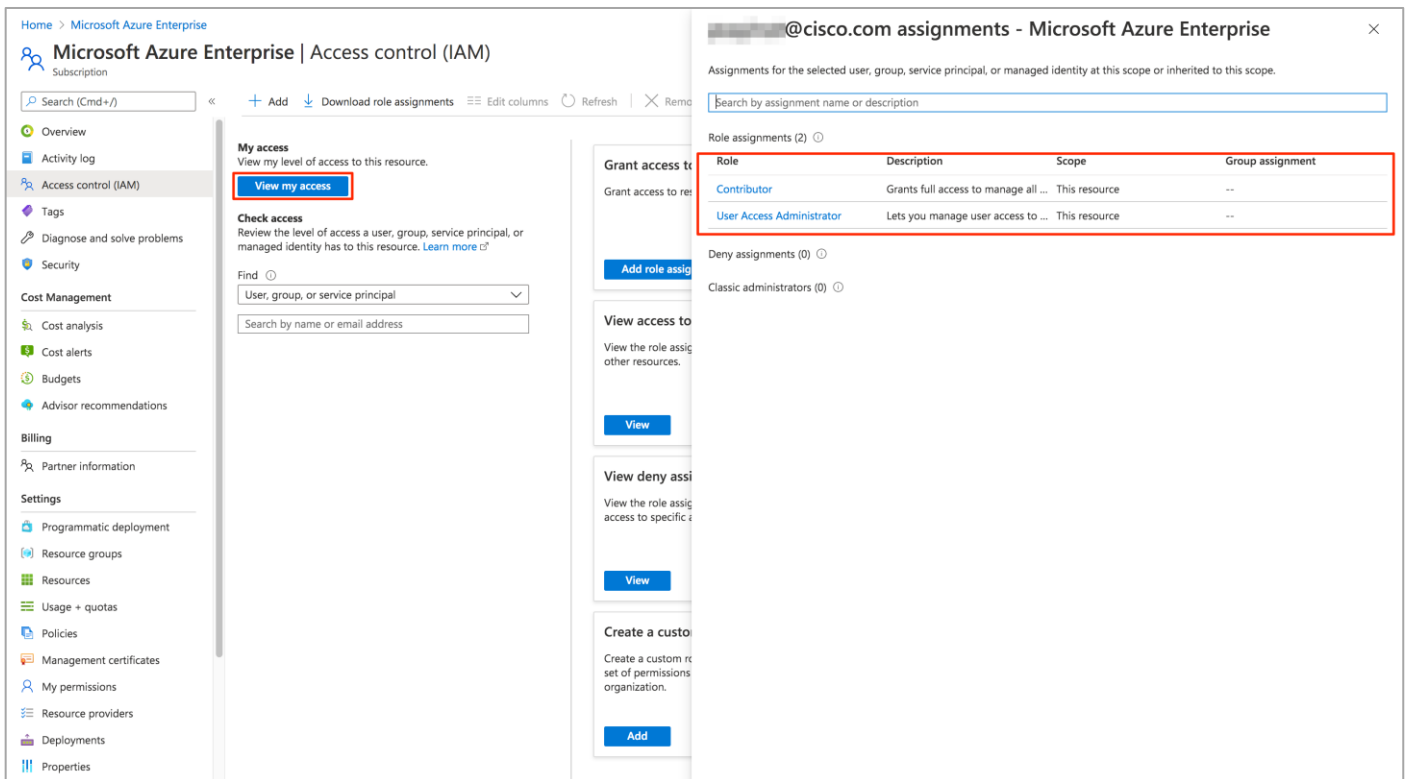 Home > Microsoft Azure Enterprise
Microsoft Azure Enterprise | Access control (IAM)
Subscription
Search (Cmd+/)
«
Overview
Activity log
Access control (IAM)
Tags
Diagnose and solve problems
Security
Cost Management
Cost analysis
Cost alerts
Budgets
Advisor recommendations
Billing
Partner information
Settings
Programmatic deployment
Resource groups
Resources
Usage + quotas
Policies
Management certificates
My permissions
Resource providers
Deployments
Properties
+ Add Download role assignments Edit columns Refresh Remo
My access
View my level of access to this resource.
View my access
Check access
Review the level of access a user, group, service principal, or
managed identity has to this resource. Learn more
Find
User, group, or service principal
Search by name or email address
Grant access to
Grant access to res
Add role assig
View access to
View the role assig
other resources.
View
View deny assi
View the role assig
access to specific a
View
Create a custo
Create a custom ro
set of permissions
organization.
Add
@cisco.com assignments - Microsoft Azure Enterprise
Assignments for the selected user, group, service principal, or managed identity at this scope or inherited to this scope.
Search by assignment name or description
Role assignments (2)
Role Description Scope Group assignment
Contributor Grants full access to manage all ... This resource --
User Access Administrator Lets you manage user access to ... This resource --
Deny assignments (0)
Classic administrators (0)